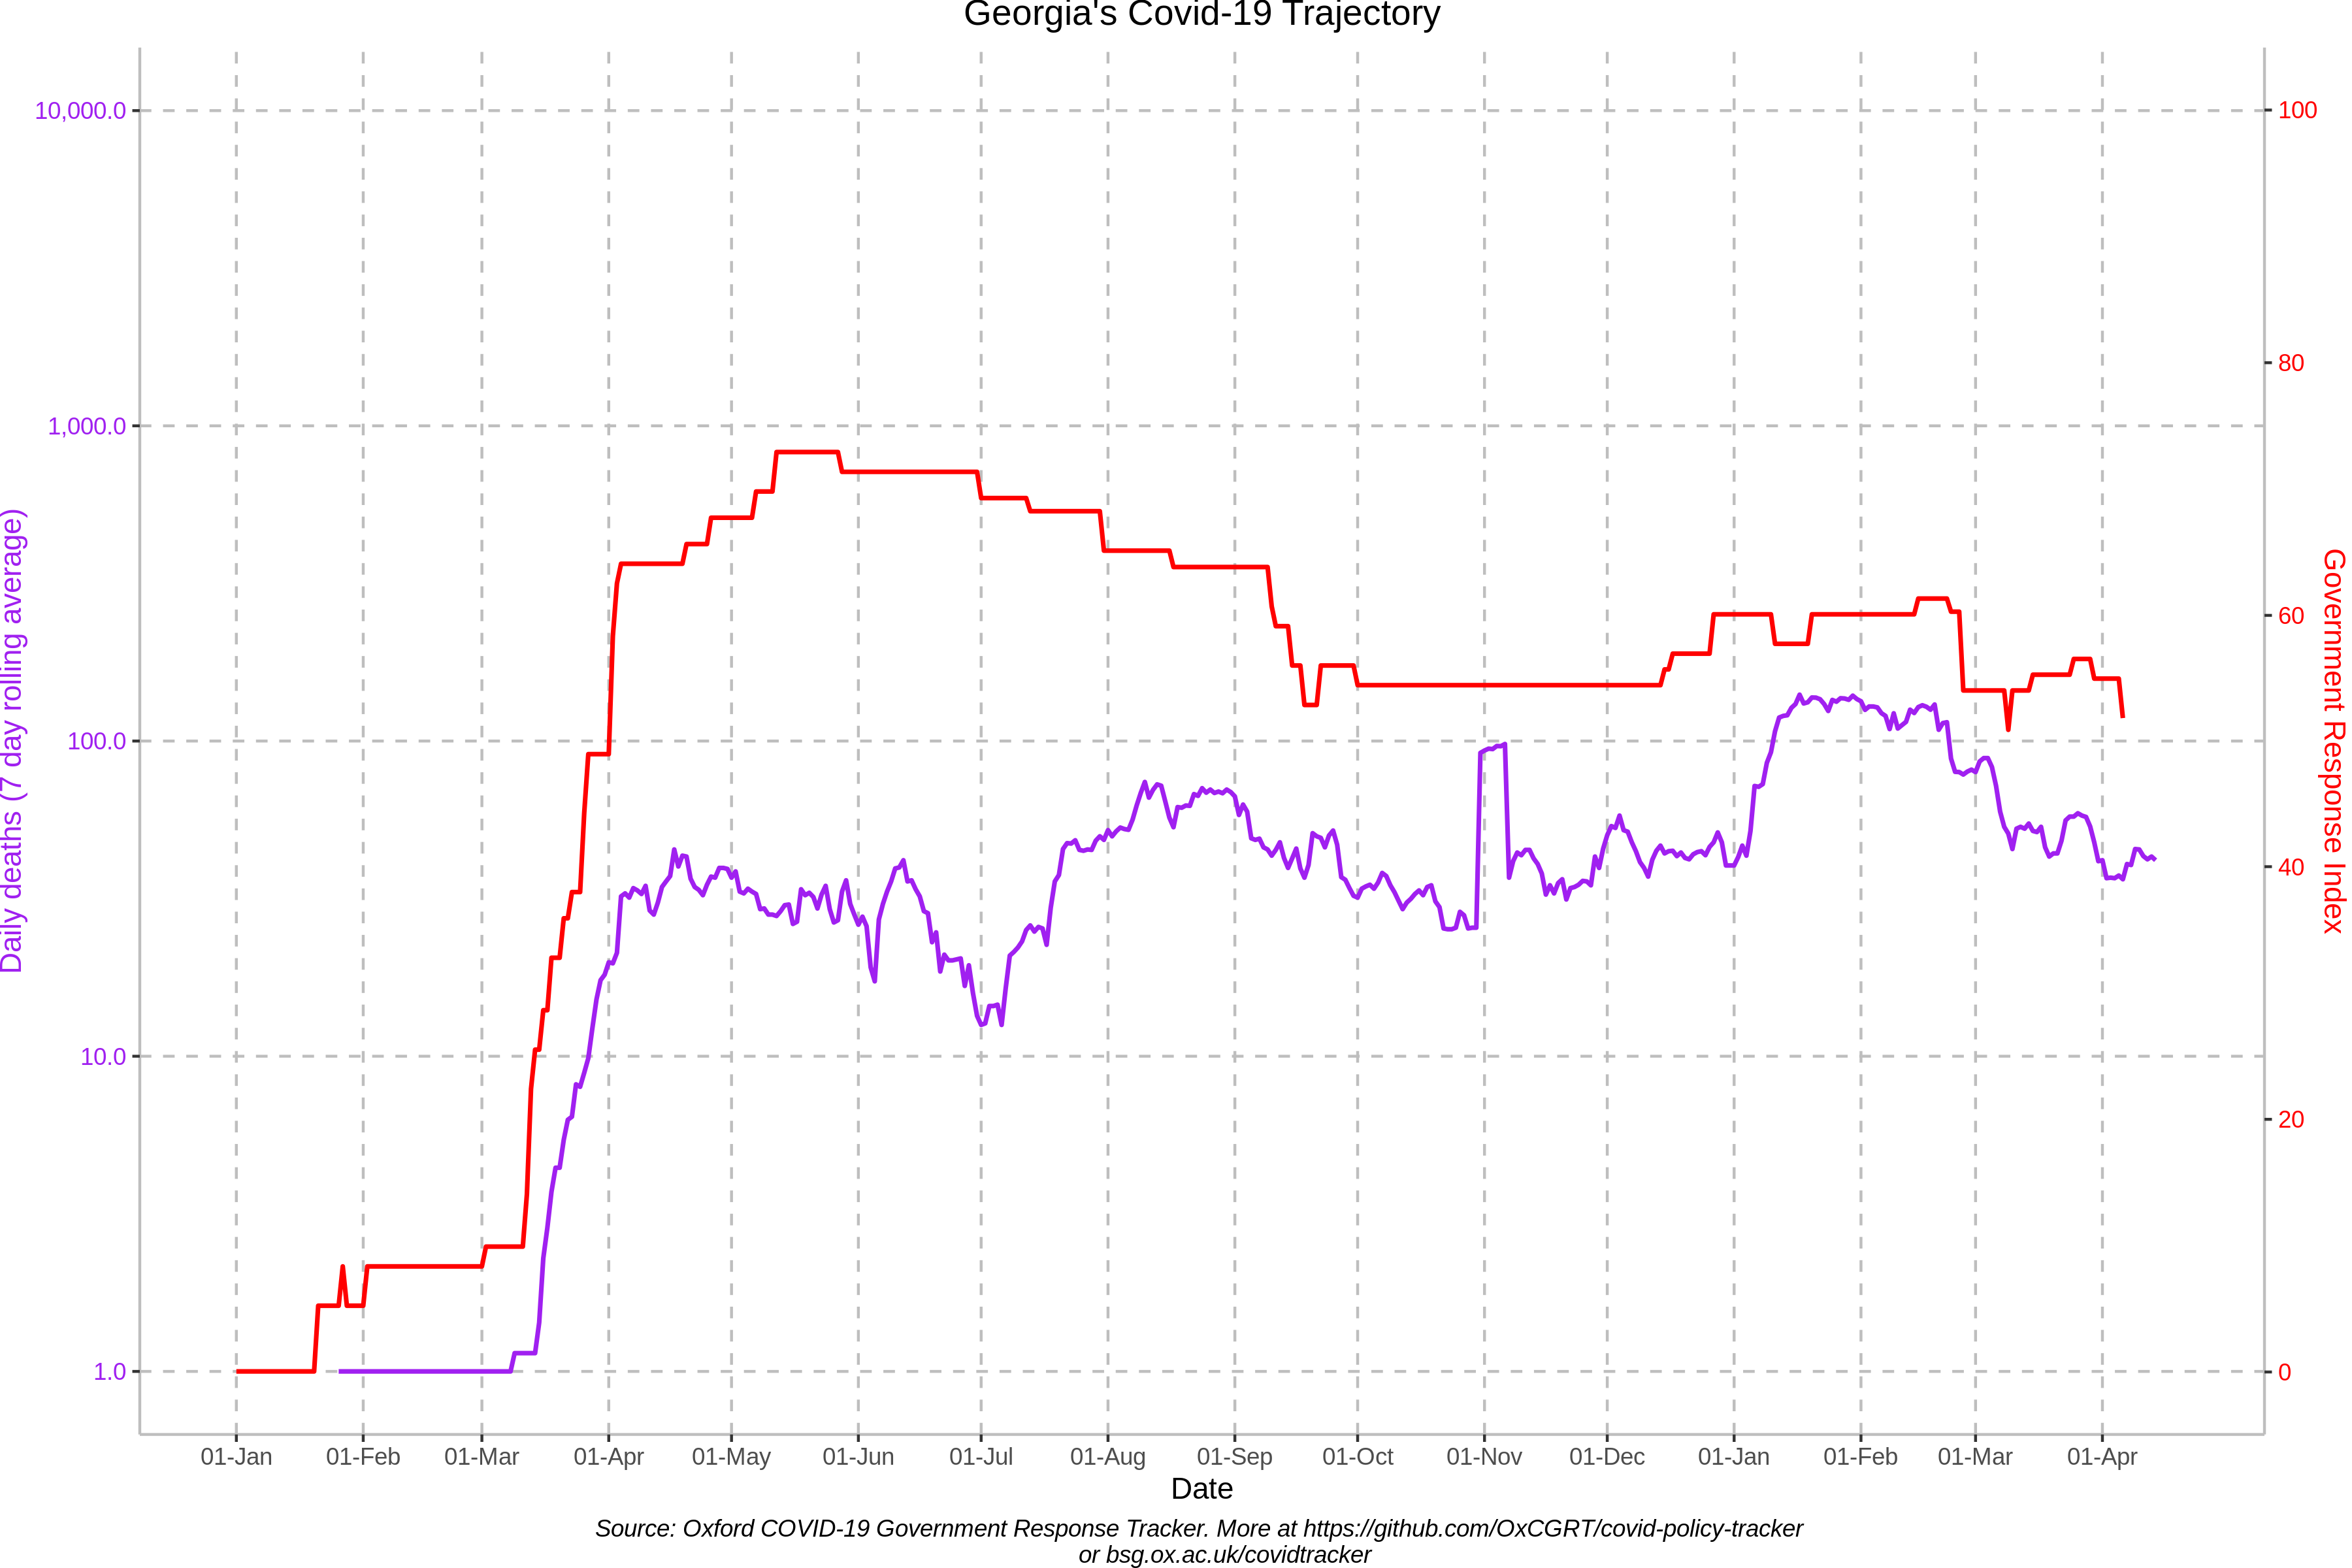 Georgia's Covid-19 Trajectory
10,000.0
1,000.0
100.0
10.0
1.0
Daily deaths (7 day rolling average)
100
80
60
40
20
0
Government Response Index
01-Jan 01-Feb 01-Mar 01-Apr 01-May 01-Jun 01-Jul 01-Aug 01-Sep 01-Oct 01-Nov 01-Dec 01-Jan 01-Feb 01-Mar 01-Apr
Date
Source: Oxford COVID-19 Government Response Tracker. More at https://github.com/OxCGRT/covid-policy-tracker
or bsg.ox.ac.uk/covidtracker